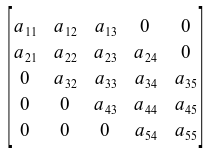 a₁₁ a₁₂ a₁₃ 0 0
a₂₁ a₂₂ a₂₃ a₂₄ 0
0 a₃₂ a₃₃ a₃₄ a₃₅
0 0 a₄₃ a₄₄ a₄₅
0 0 0 a₅₄ a₅₅